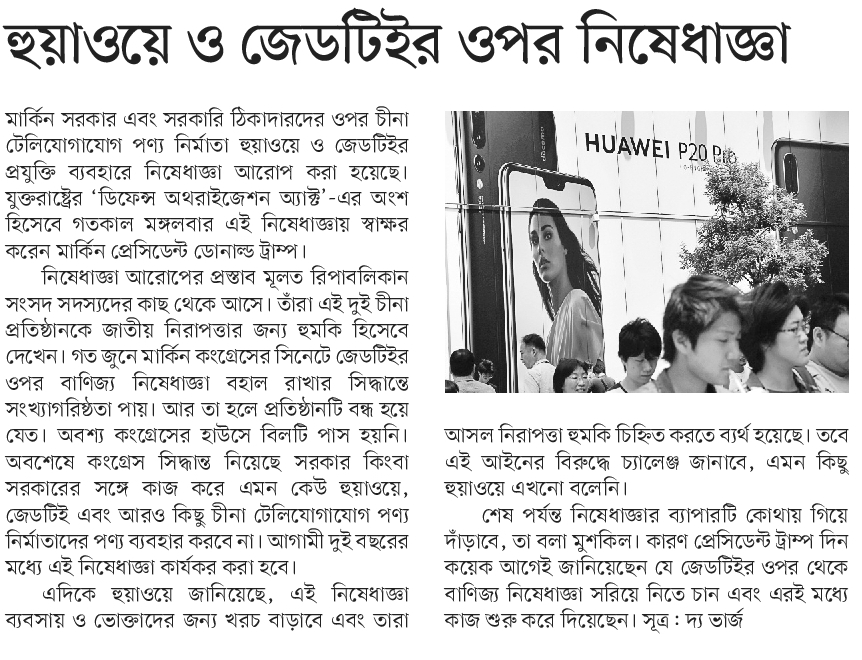 হুয়াওয়ে ও জেডটিইর ওপর নিষেধাজ্ঞা
মার্কিন সরকার এবং সরকারি ঠিকাদারদের ওপর চীনা
টেলিযোগাযোগ পণ্য নির্মাতা হুয়াওয়ে ও জেডটিইর
প্রযুক্তি ব্যবহারে নিষেধাজ্ঞা আরোপ করা হয়েছে।
যুক্তরাষ্ট্রের ‘ডিফেন্স অথরাইজেশন অ্যাক্ট’-এর অংশ
হিসেবে গতকাল মঙ্গলবার এই নিষেধাজ্ঞায় স্বাক্ষর
করেন মার্কিন প্রেসিডেন্ট ডোনাল্ড ট্রাম্প।
নিষেধাজ্ঞা আরোপের প্রস্তাব মূলত রিপাবলিকান
সংসদ সদস্যদের কাছ থেকে আসে। তাঁরা এই দুই চীনা
প্রতিষ্ঠানকে জাতীয় নিরাপত্তার জন্য হুমকি হিসেবে
দেখেন। গত জুনে মার্কিন কংগ্রেসের সিনেটে জেডটিইর
ওপর বাণিজ্য নিষেধাজ্ঞা বহাল রাখার সিদ্ধান্তে
সংখ্যাগরিষ্ঠতা পায়। আর তা হলে প্রতিষ্ঠানটি বন্ধ হয়ে
যেত। অবশ্য কংগ্রেসের হাউসে বিলটি পাস হয়নি।
অবশেষে কংগ্রেস সিদ্ধান্ত নিয়েছে সরকার কিংবা
সরকারের সঙ্গে কাজ করে এমন কেউ হুয়াওয়ে,
জেডটিই এবং আরও কিছু চীনা টেলিযোগাযোগ পণ্য
নির্মাতাদের পণ্য ব্যবহার করবে না। আগামী দুই বছরের
মধ্যে এই নিষেধাজ্ঞা কার্যকর করা হবে।
এদিকে হুয়াওয়ে জানিয়েছে, এই নিষেধাজ্ঞা
ব্যবসায় ও ভোক্তাদের জন্য খরচ বাড়াবে এবং তারা
HUAWEI P20 Pro
আসল নিরাপত্তা হুমকি চিহ্নিত করতে ব্যর্থ হয়েছে। তবে
এই আইনের বিরুদ্ধে চ্যালেঞ্জ জানাবে, এমন কিছু
হুয়াওয়ে এখনো বলেনি।
শেষ পর্যন্ত নিষেধাজ্ঞার ব্যাপারটি কোথায় গিয়ে
দাঁড়াবে, তা বলা মুশকিল। কারণ প্রেসিডেন্ট ট্রাম্প দিন
কয়েক আগেই জানিয়েছেন যে জেডটিইর ওপর থেকে
বাণিজ্য নিষেধাজ্ঞা সরিয়ে নিতে চান এবং এরই মধ্যে
কাজ শুরু করে দিয়েছেন। সূত্র : দ্য ভার্জ